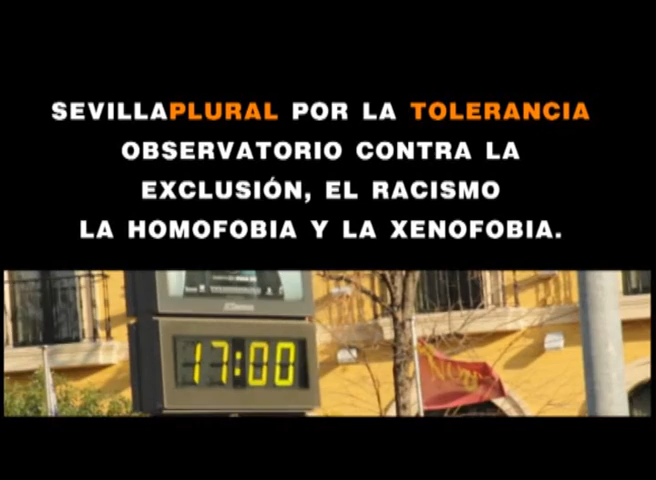 SEVILLAPLURAL POR LA TOLERANCIA
OBSERVATORIO CONTRA LA
EXCLUSIÓN, EL RACISMO
LA HOMOFOBIA Y LA XENOFOBIA.
17:00